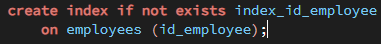 create index if not exists index_id_employee
on employees (id_employee);